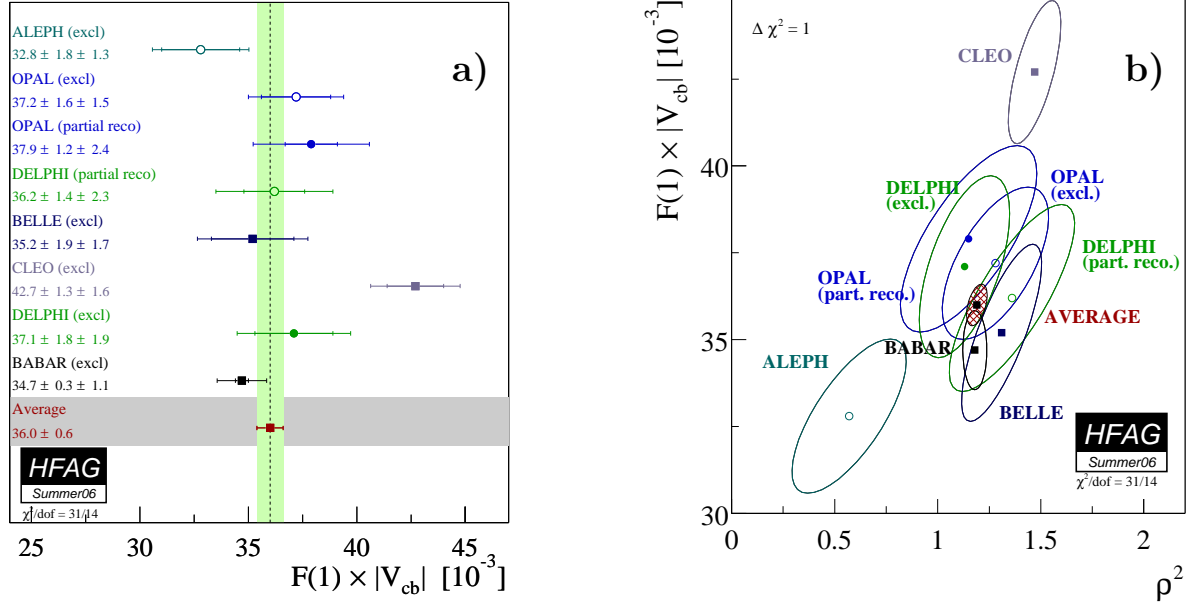 ALEPH (excl)
32.8 ± 1.8 ± 1.3
OPAL (excl)
37.2 ± 1.6 ± 1.5
OPAL (partial reco)
37.9 ± 1.2 ± 2.4
DELPHI (partial reco)
36.2 ± 1.4 ± 2.3
BELLE (excl)
35.2 ± 1.9 ± 1.7
CLEO (excl)
42.7 ± 1.3 ± 1.6
DELPHI (excl)
37.1 ± 1.8 ± 1.9
BABAR (excl)
34.7 ± 0.3 ± 1.1
Average
36.0 ± 0.6
HFAG
Summer06
χ²/dof = 31/14
a)
25 30 35 40 45
F(1) × |V_cb| [10⁻³]
F(1) × |V_cb| [10⁻³]
Δ χ² = 1
b)
CLEO
OPAL
(excl.)
DELPHI
(excl.)
DELPHI
(part. reco.)
OPAL
(part. reco.)
AVERAGE
BABAR
ALEPH
BELLE
HFAG
Summer06
χ²/dof = 31/14
40
35
30
0 0.5 1 1.5 2
ρ²